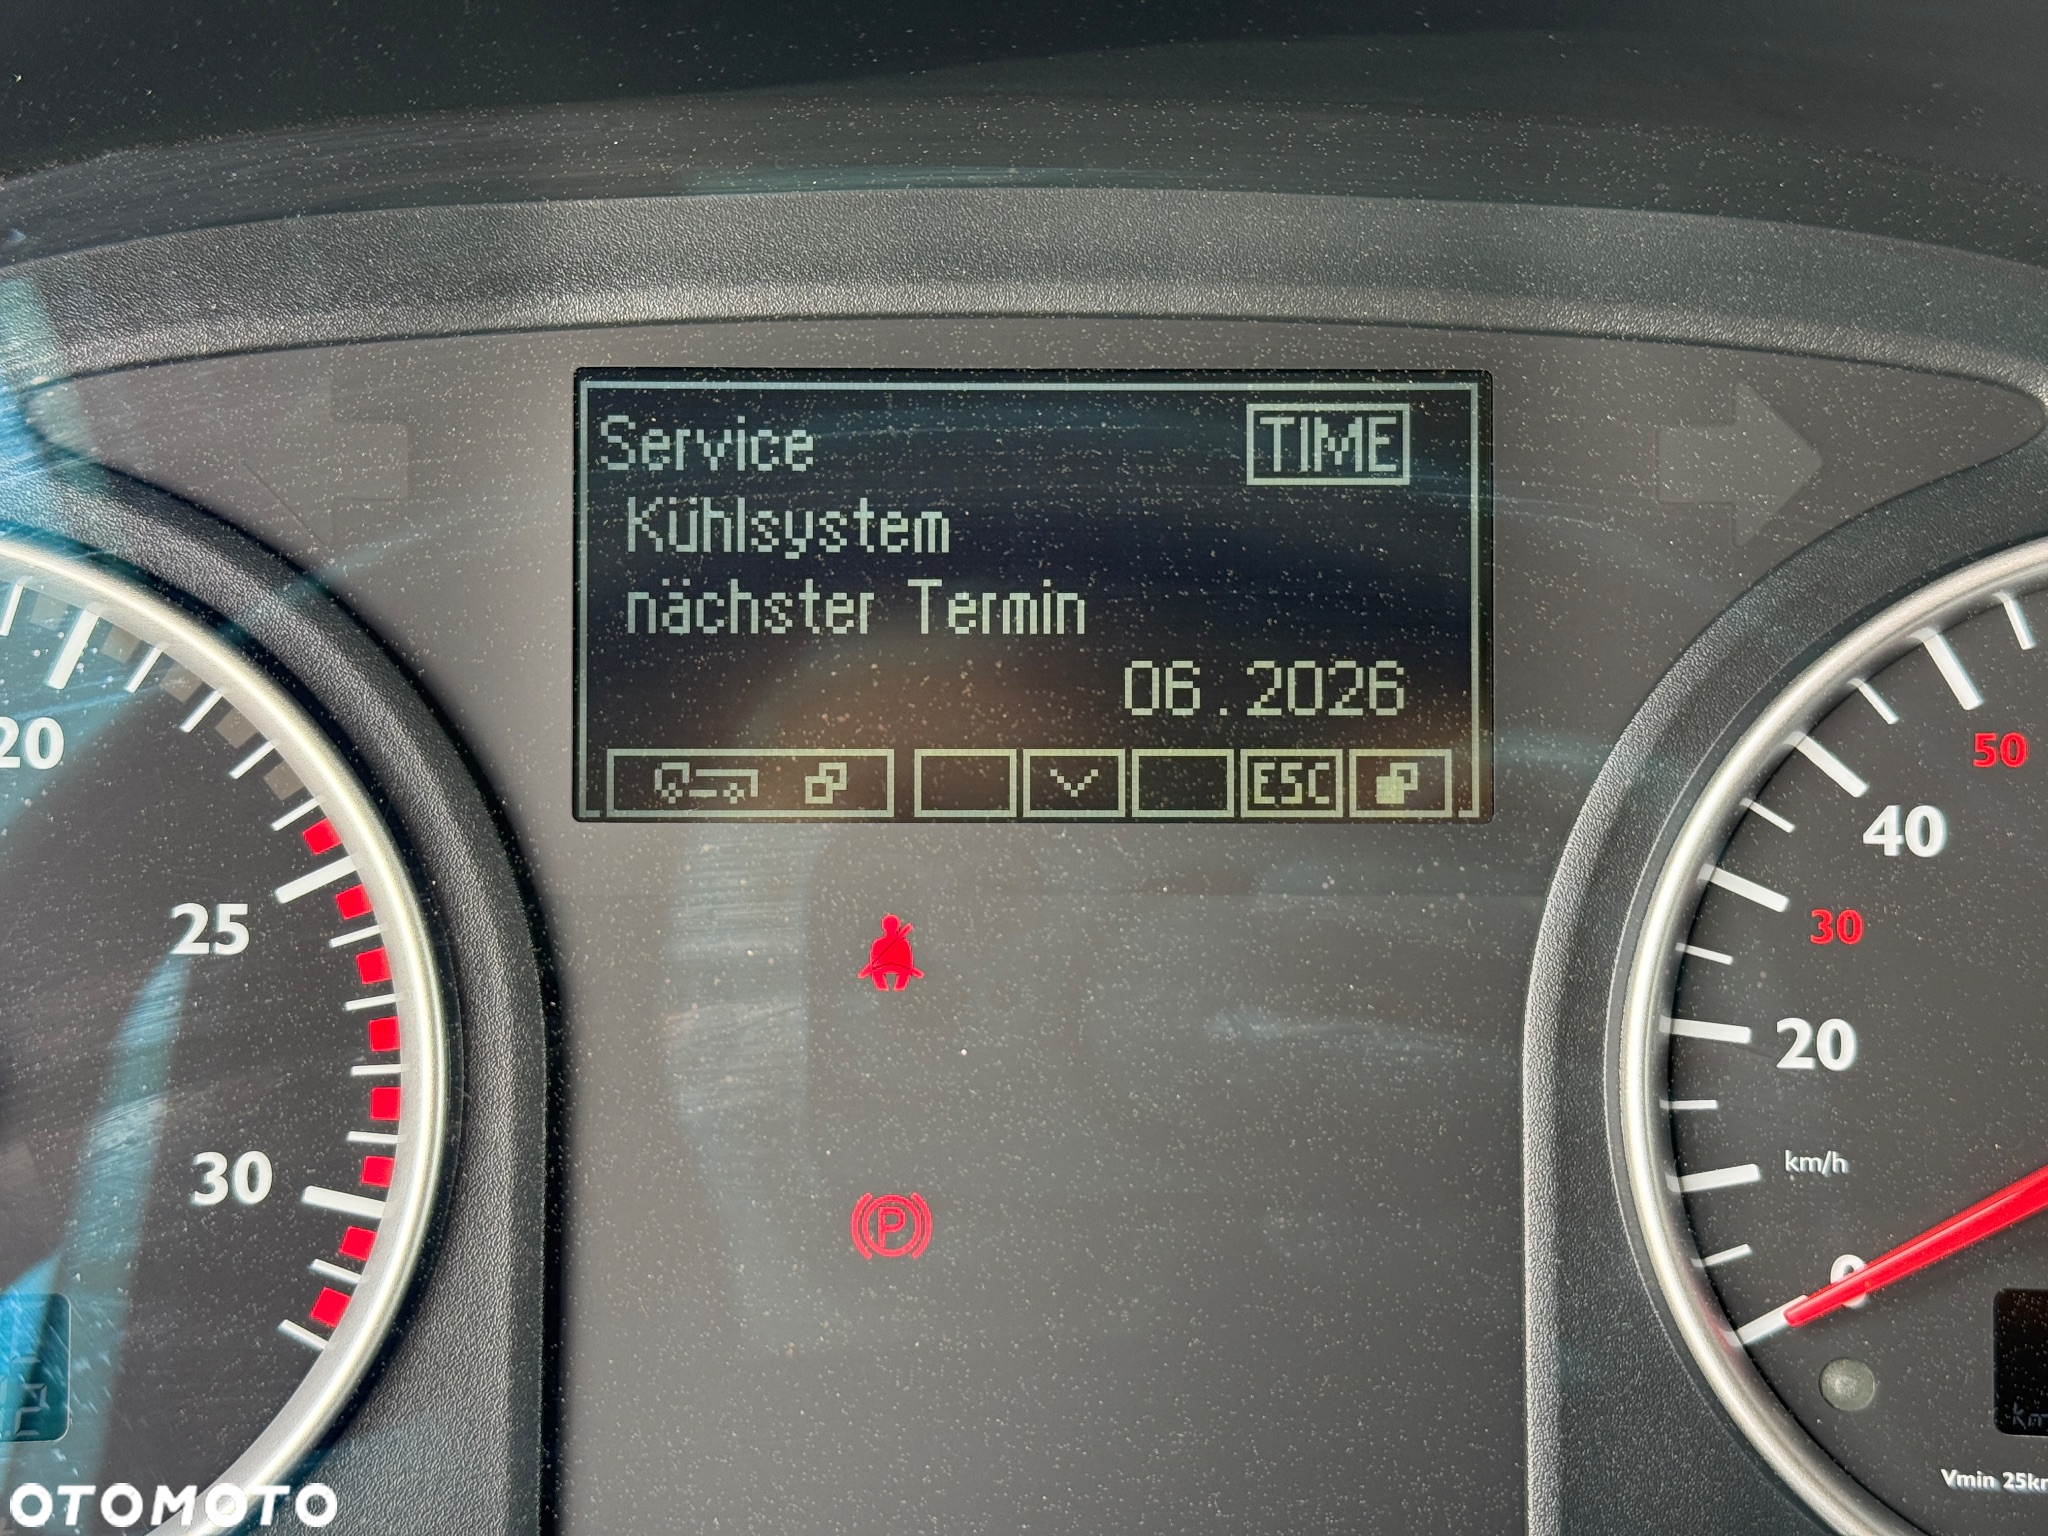 Service
TIME
Kühlsystem
nächster Termin
06.2026
ESC
20
25
30
50
40
30
20
km/h
0
P
Vmin 25km
OTOMOTO